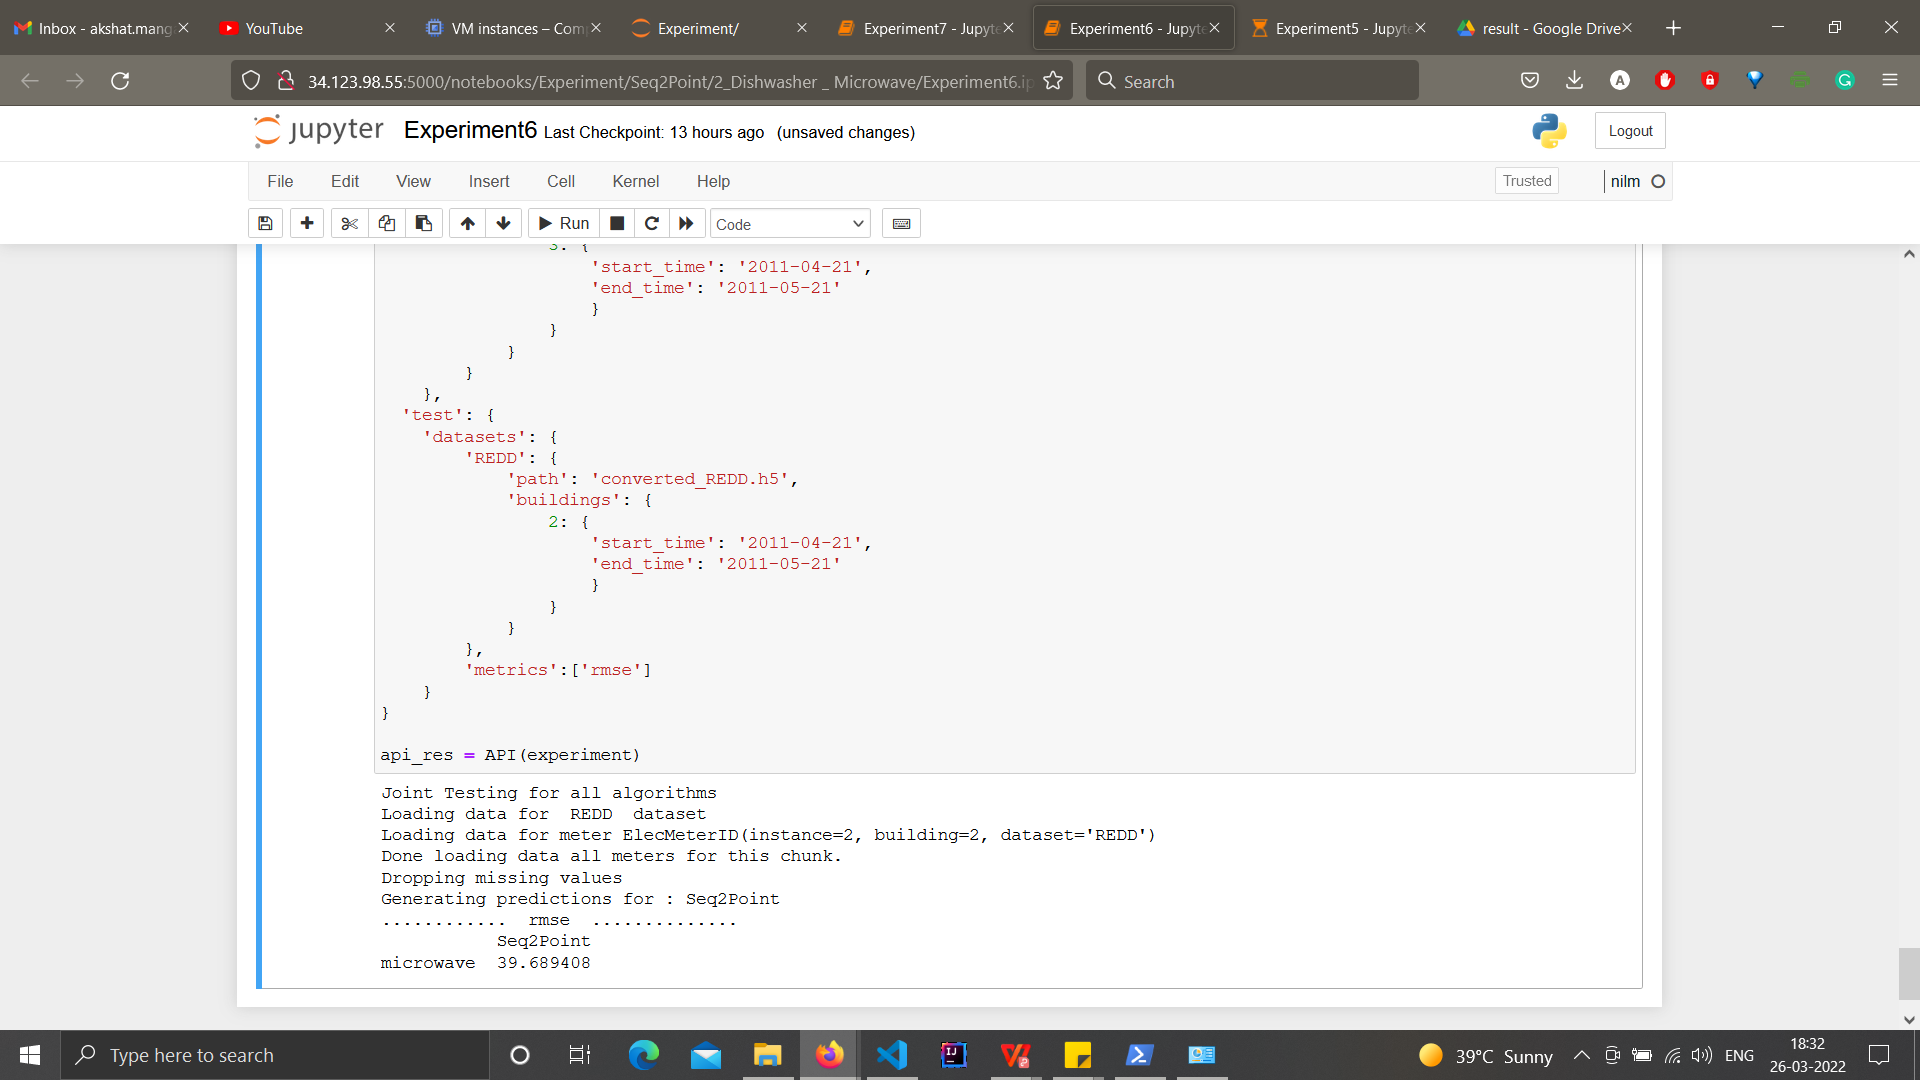 Inbox - akshat.mang
YouTube
VM instances – Comp
Experiment/
Experiment7 - Jupyte
Experiment6 - Jupyte
Experiment5 - Jupyte
result - Google Drive
34.123.98.55:5000/notebooks/Experiment/Seq2Point/2_Dishwasher _ Microwave/Experiment6.ip
Search
jupyter Experiment6 Last Checkpoint: 13 hours ago (unsaved changes)
Logout
File Edit View Insert Cell Kernel Help
Trusted
nilm
Run
Code
3: {
'start_time': '2011-04-21',
'end_time': '2011-05-21'
}
}
}
}
},
'test': {
'datasets': {
'REDD': {
'path': 'converted_REDD.h5',
'buildings': {
2: {
'start_time': '2011-04-21',
'end_time': '2011-05-21'
}
}
}
},
'metrics':['rmse']
}
}
api_res = API(experiment)
Joint Testing for all algorithms
Loading data for  REDD  dataset
Loading data for meter ElecMeterID(instance=2, building=2, dataset='REDD')
Done loading data all meters for this chunk.
Dropping missing values
Generating predictions for : Seq2Point
............  rmse  ..............
Seq2Point
microwave  39.689408
Type here to search
39°C Sunny
ENG
18:32
26-03-2022